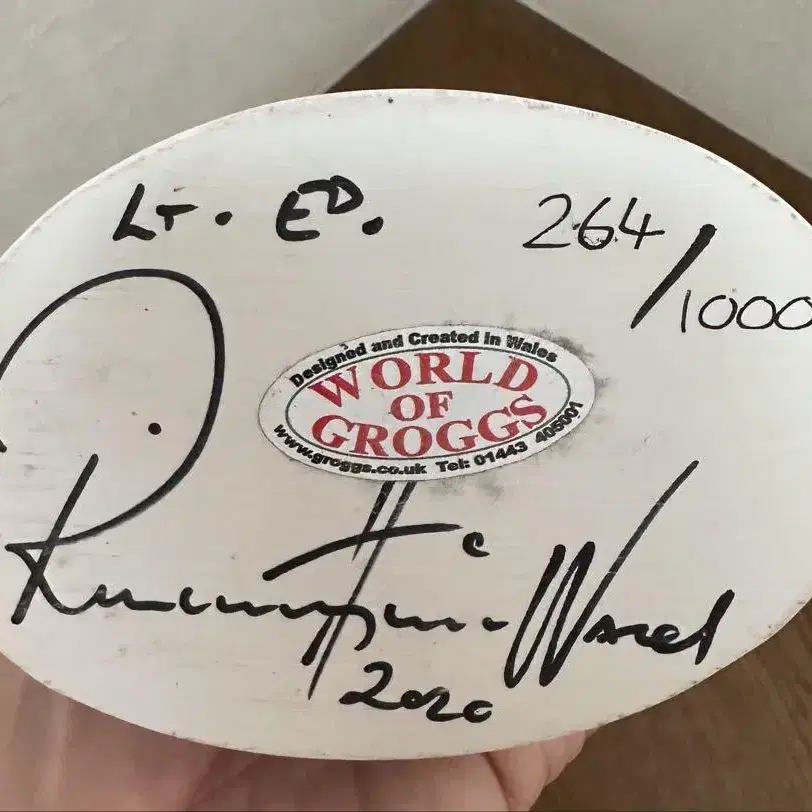 LT. ED. 264/1000
Designed and Created in Wales
WORLD
OF
GROGGS
www.groggs.co.uk Tel: 01443 405001
Ward
2020